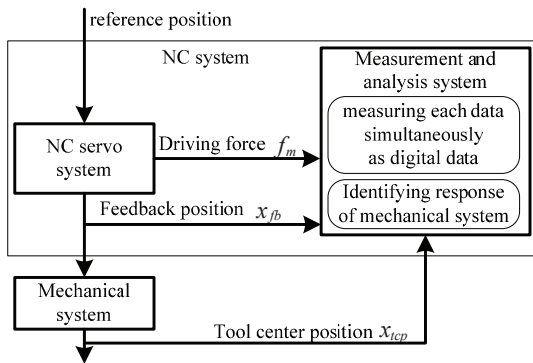 reference position
NC system
Measurement and
analysis system
measuring each data
simultaneously
as digital data
NC servo
system
Driving force f_m
Identifying response
of mechanical system
Feedback position x_fb
Mechanical
system
Tool center position x_tcp